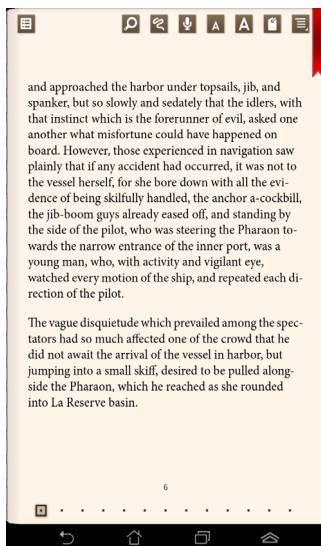 A A
and approached the harbor under topsails, jib, and
spanker, but so slowly and sedately that the idlers, with
that instinct which is the forerunner of evil, asked one
another what misfortune could have happened on
board. However, those experienced in navigation saw
plainly that if any accident had occurred, it was not to
the vessel herself, for she bore down with all the evi-
dence of being skilfully handled, the anchor a-cockbill,
the jib-boom guys already eased off, and standing by
the side of the pilot, who was steering the Pharaon to-
wards the narrow entrance of the inner port, was a
young man, who, with activity and vigilant eye,
watched every motion of the ship, and repeated each di-
rection of the pilot.
The vague disquietude which prevailed among the spec-
tators had so much affected one of the crowd that he
did not await the arrival of the vessel in harbor, but
jumping into a small skiff, desired to be pulled along-
side the Pharaon, which he reached as she rounded
into La Reserve basin.
6